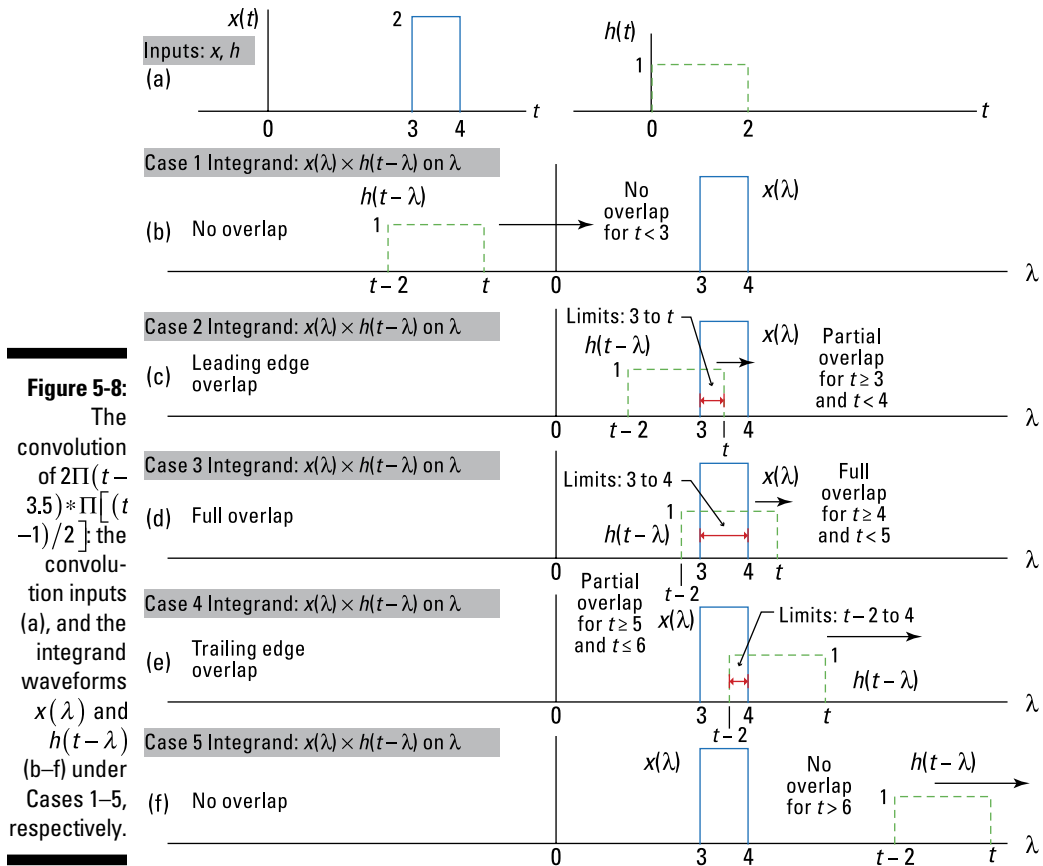 x(t)
2
Inputs: x, h
(a)
0
3
4
t
h(t)
1
0
2
t
Case 1 Integrand: x(λ) × h(t – λ) on λ
(b)
No overlap
h(t – λ)
1
t – 2
t
0
No
overlap
for t < 3
x(λ)
3
4
λ
Case 2 Integrand: x(λ) × h(t – λ) on λ
(c)
Leading edge
overlap
Limits: 3 to t
h(t – λ)
1
x(λ)
Partial
overlap
for t ≥ 3
and t < 4
0
t – 2
3
t
4
λ
Case 3 Integrand: x(λ) × h(t – λ) on λ
(d)
Full overlap
Limits: 3 to 4
1
h(t – λ)
x(λ)
Full
overlap
for t ≥ 4
and t < 5
0
t – 2
3
4
t
λ
Case 4 Integrand: x(λ) × h(t – λ) on λ
(e)
Trailing edge
overlap
Partial
overlap
for t ≥ 5
and t ≤ 6
x(λ)
Limits: t – 2 to 4
1
h(t – λ)
0
3
t – 2
4
t
λ
Case 5 Integrand: x(λ) × h(t – λ) on λ
(f)
No overlap
x(λ)
No
overlap
for t > 6
h(t – λ)
1
0
3
4
t – 2
t
λ
Figure 5-8:
The
convolution
of 2Π(t –
3.5) * Π[(t
–1)/2]: the
convolu-
tion inputs
(a), and the
integrand
waveforms
x(λ) and
h(t – λ)
(b–f) under
Cases 1–5,
respectively.